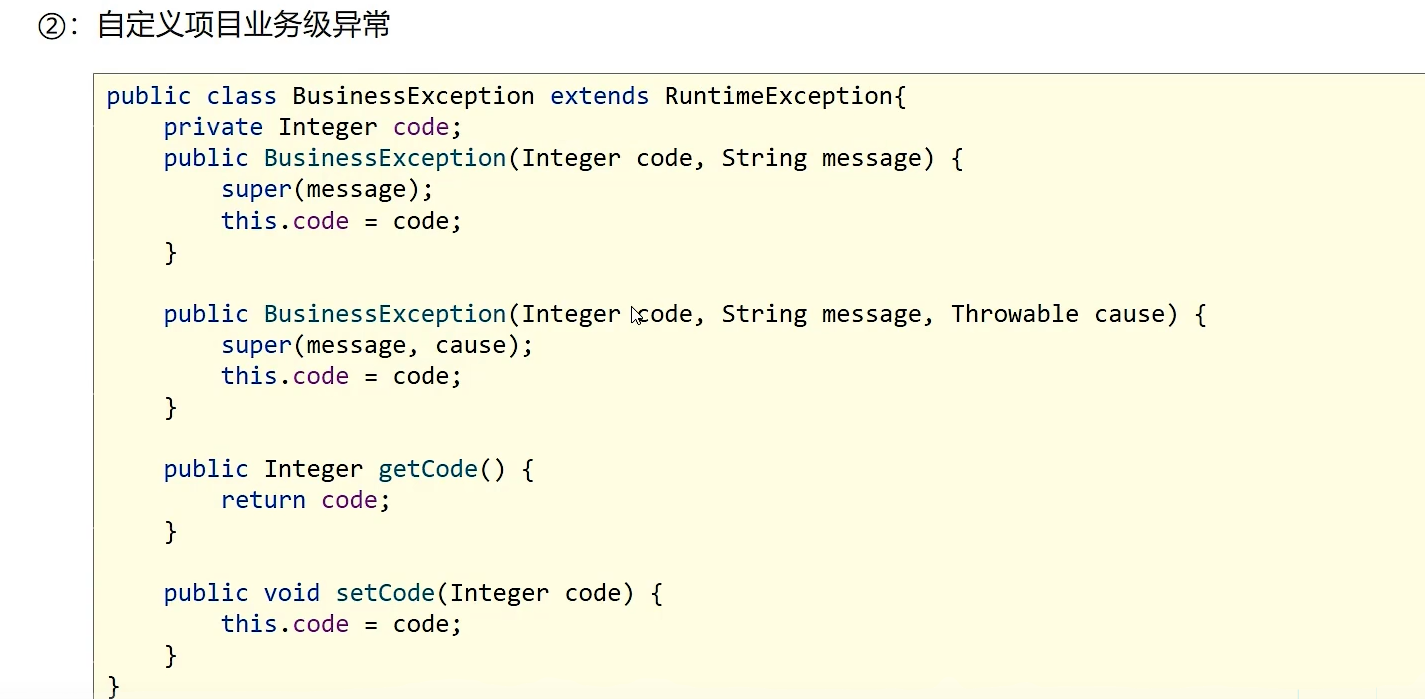 ②：自定义项目业务级异常
public class BusinessException extends RuntimeException{
    private Integer code;
    public BusinessException(Integer code, String message) {
        super(message);
        this.code = code;
    }
    public BusinessException(Integer code, String message, Throwable cause) {
        super(message, cause);
        this.code = code;
    }
    public Integer getCode() {
        return code;
    }
    public void setCode(Integer code) {
        this.code = code;
    }
}